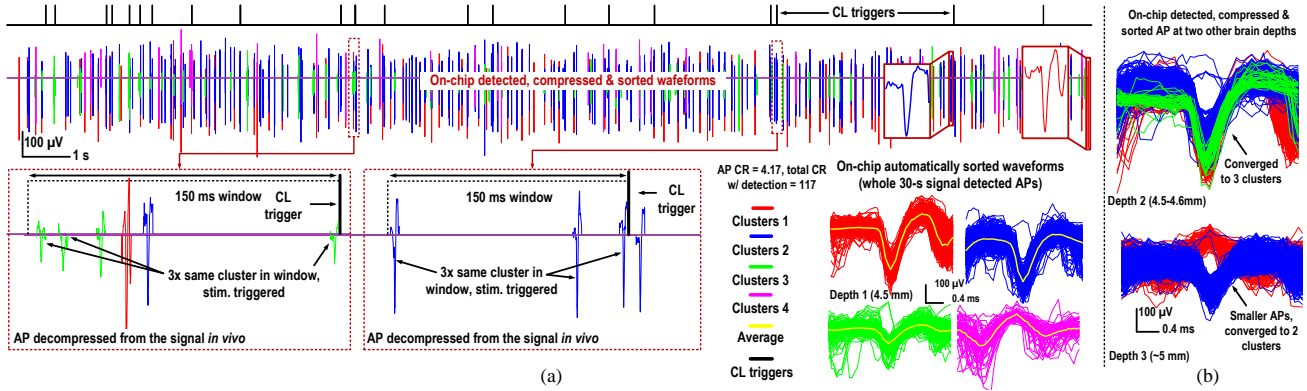 CL triggers
On-chip detected, compressed & sorted wafeforms
100 µV
1 s
150 ms window
CL
trigger
3x same cluster in window,
stim. triggered
AP decompressed from the signal in vivo
150 ms window
CL
trigger
3x same cluster in
window, stim. triggered
AP decompressed from the signal in vivo
AP CR = 4.17, total CR
w/ detection = 117
Clusters 1
Clusters 2
Clusters 3
Clusters 4
Average
CL triggers
On-chip automatically sorted waveforms
(whole 30-s signal detected APs)
Depth 1 (4.5 mm)
100 µV
0.4 ms
(a)
On-chip detected, compressed &
sorted AP at two other brain depths
Converged
to 3 clusters
Depth 2 (4.5-4.6mm)
100 µV
0.4 ms
Smaller APs,
converged to 2
clusters
Depth 3 (~5 mm)
(b)